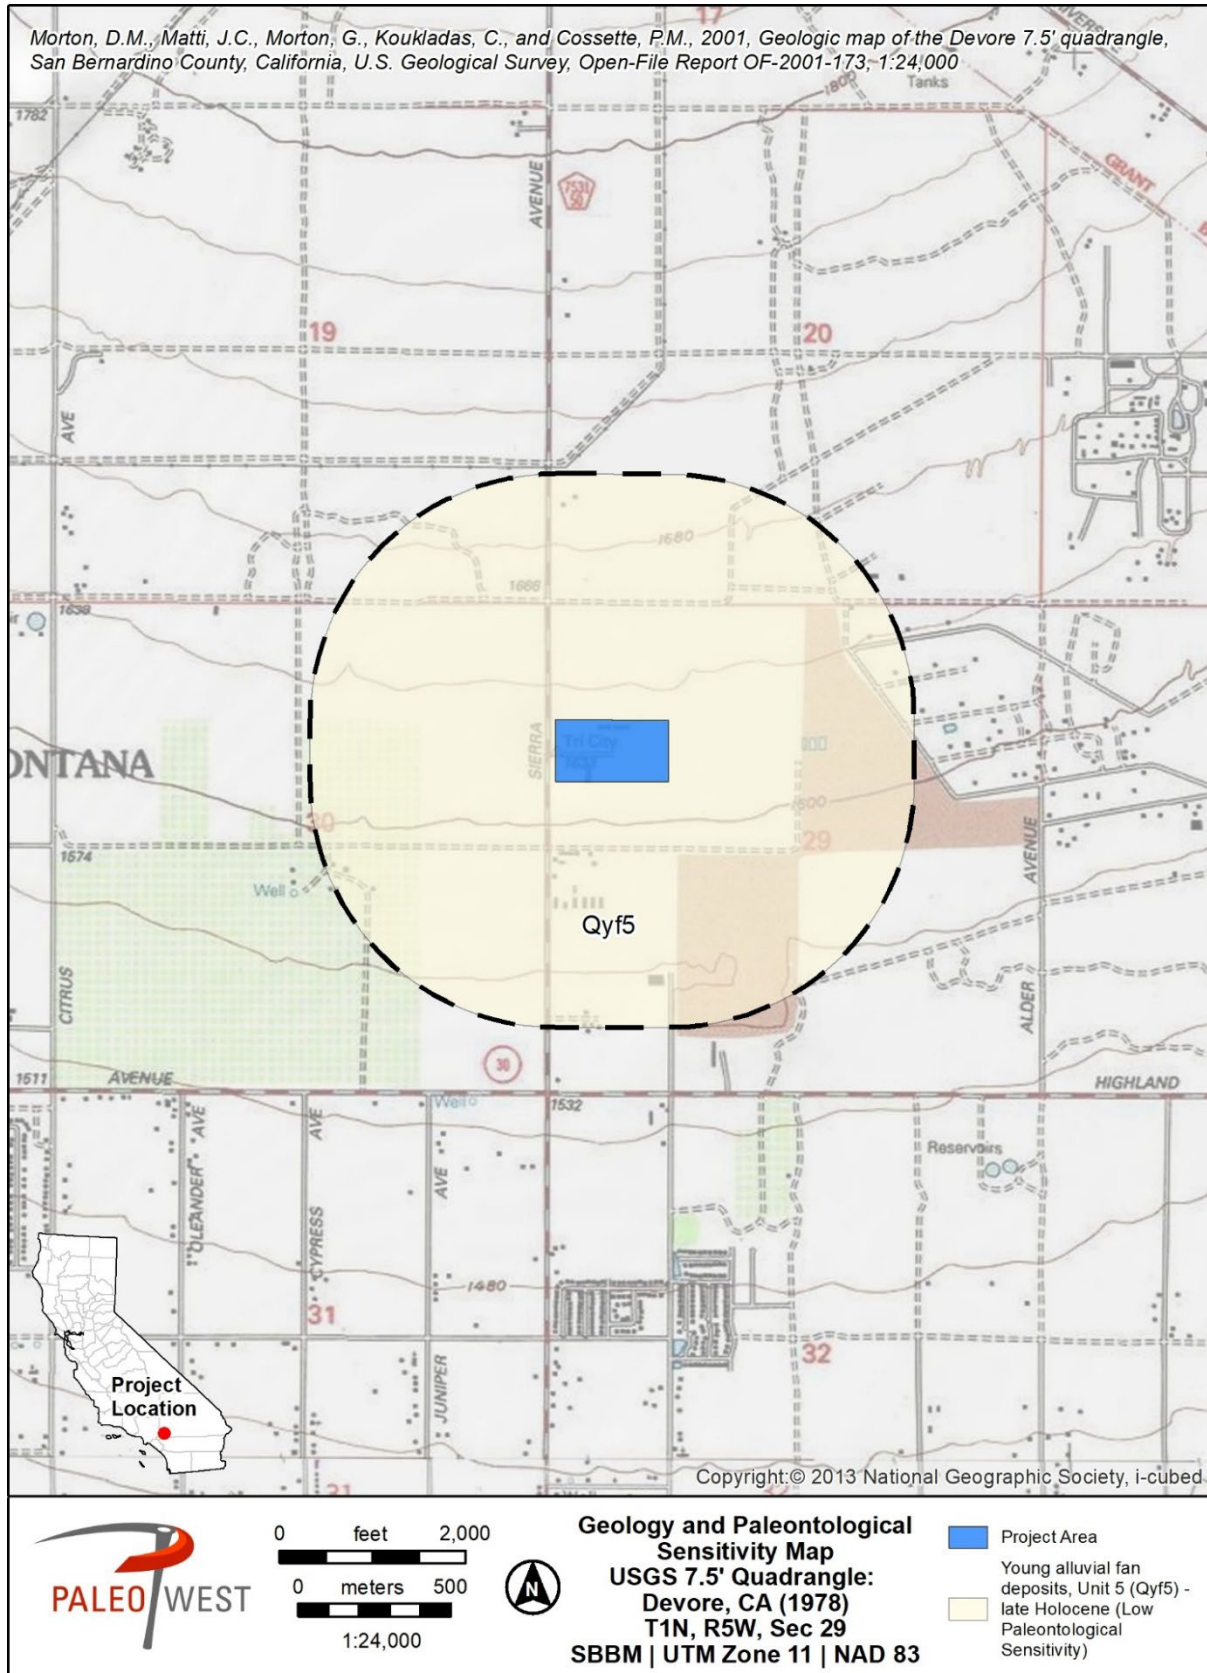 Morton, D.M., Matti, J.C., Morton, G., Koukladas, C., and Cossette, P.M., 2001, Geologic map of the Devore 7.5' quadrangle,
San Bernardino County, California, U.S. Geological Survey, Open-File Report OF-2001-173, 1:24,000
17
1800
Tanks
1782
AVENUE
GRANT
19
20
AVE
1680
1666
1639
SIERRA
Tri City
ONTANA
1600
30
29
1574
Well
AVENUE
Qyf5
CITRUS
ALDER
30
1511
AVENUE
HIGHLAND
Well
1532
OLEANDER AVE
CYPRESS AVE
JUNIPER AVE
Reservoirs
1480
31
32
Project
Location
31
Copyright:© 2013 National Geographic Society, i-cubed
PALEO WEST
0 feet 2,000
0 meters 500
1:24,000
N
Geology and Paleontological
Sensitivity Map
USGS 7.5' Quadrangle:
Devore, CA (1978)
T1N, R5W, Sec 29
SBBM | UTM Zone 11 | NAD 83
Project Area
Young alluvial fan
deposits, Unit 5 (Qyf5) -
late Holocene (Low
Paleontological
Sensitivity)